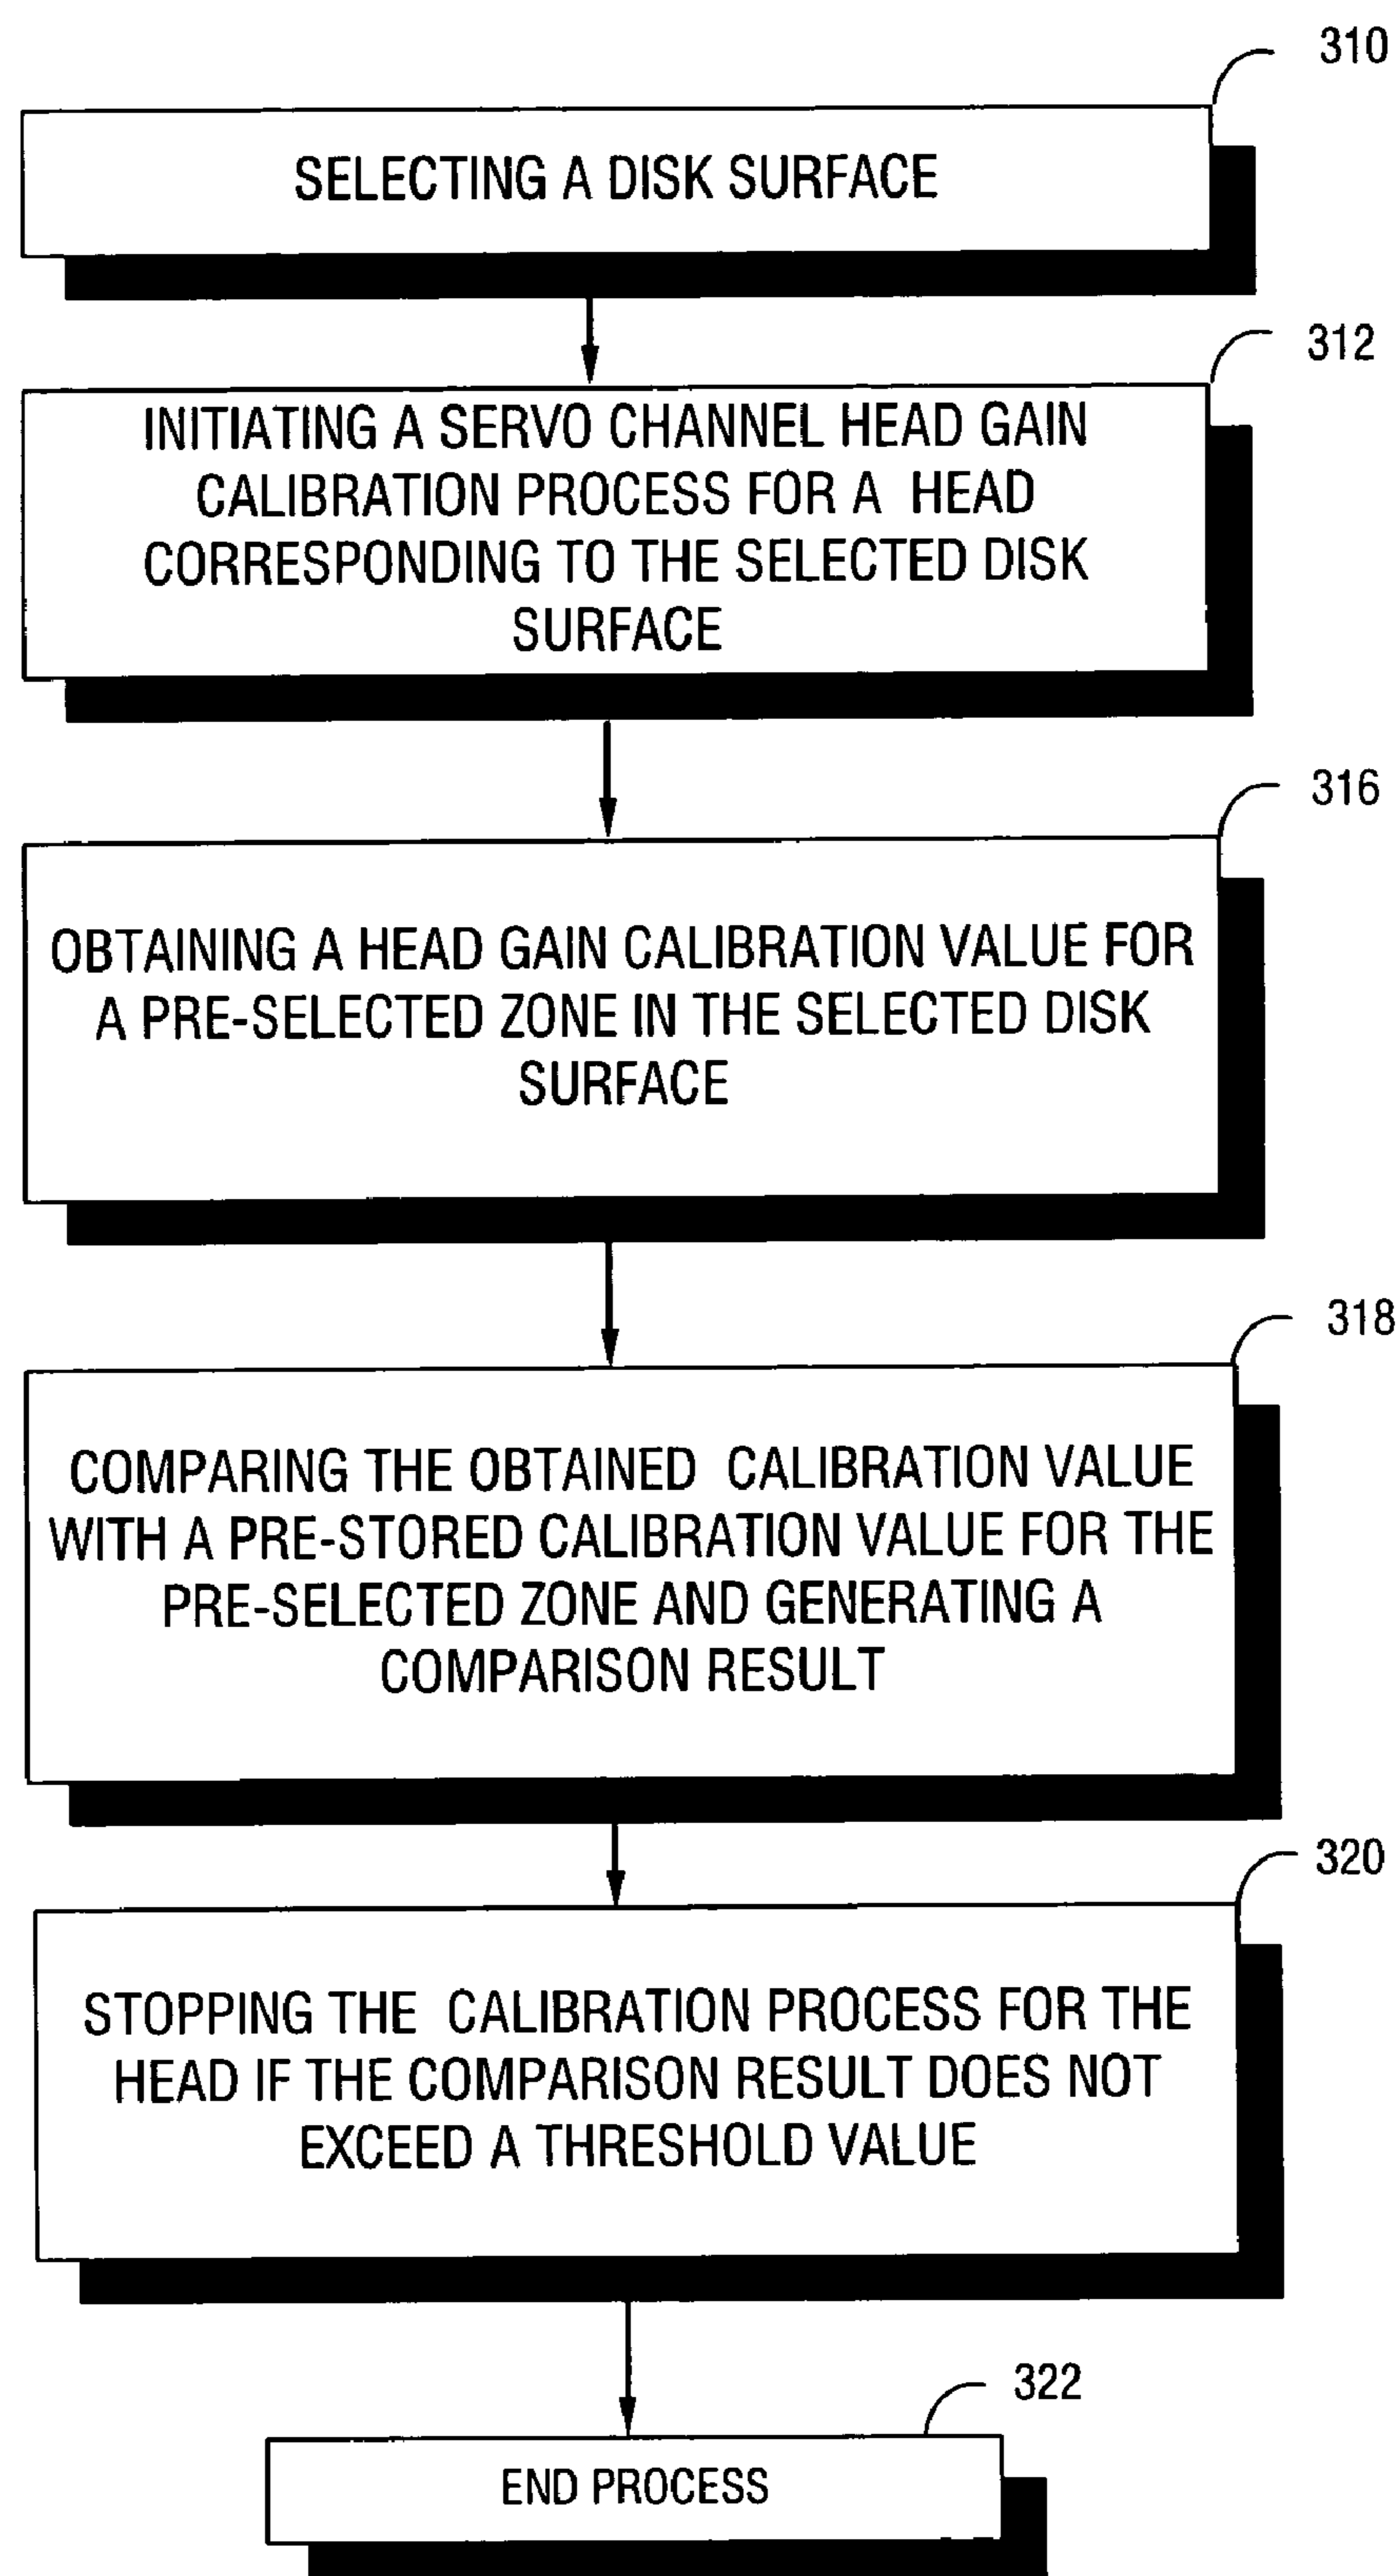 310
SELECTING A DISK SURFACE
312
INITIATING A SERVO CHANNEL HEAD GAIN
CALIBRATION PROCESS FOR A HEAD
CORRESPONDING TO THE SELECTED DISK
SURFACE
316
OBTAINING A HEAD GAIN CALIBRATION VALUE FOR
A PRE-SELECTED ZONE IN THE SELECTED DISK
SURFACE
318
COMPARING THE OBTAINED CALIBRATION VALUE
WITH A PRE-STORED CALIBRATION VALUE FOR THE
PRE-SELECTED ZONE AND GENERATING A
COMPARISON RESULT
320
STOPPING THE CALIBRATION PROCESS FOR THE
HEAD IF THE COMPARISON RESULT DOES NOT
EXCEED A THRESHOLD VALUE
322
END PROCESS